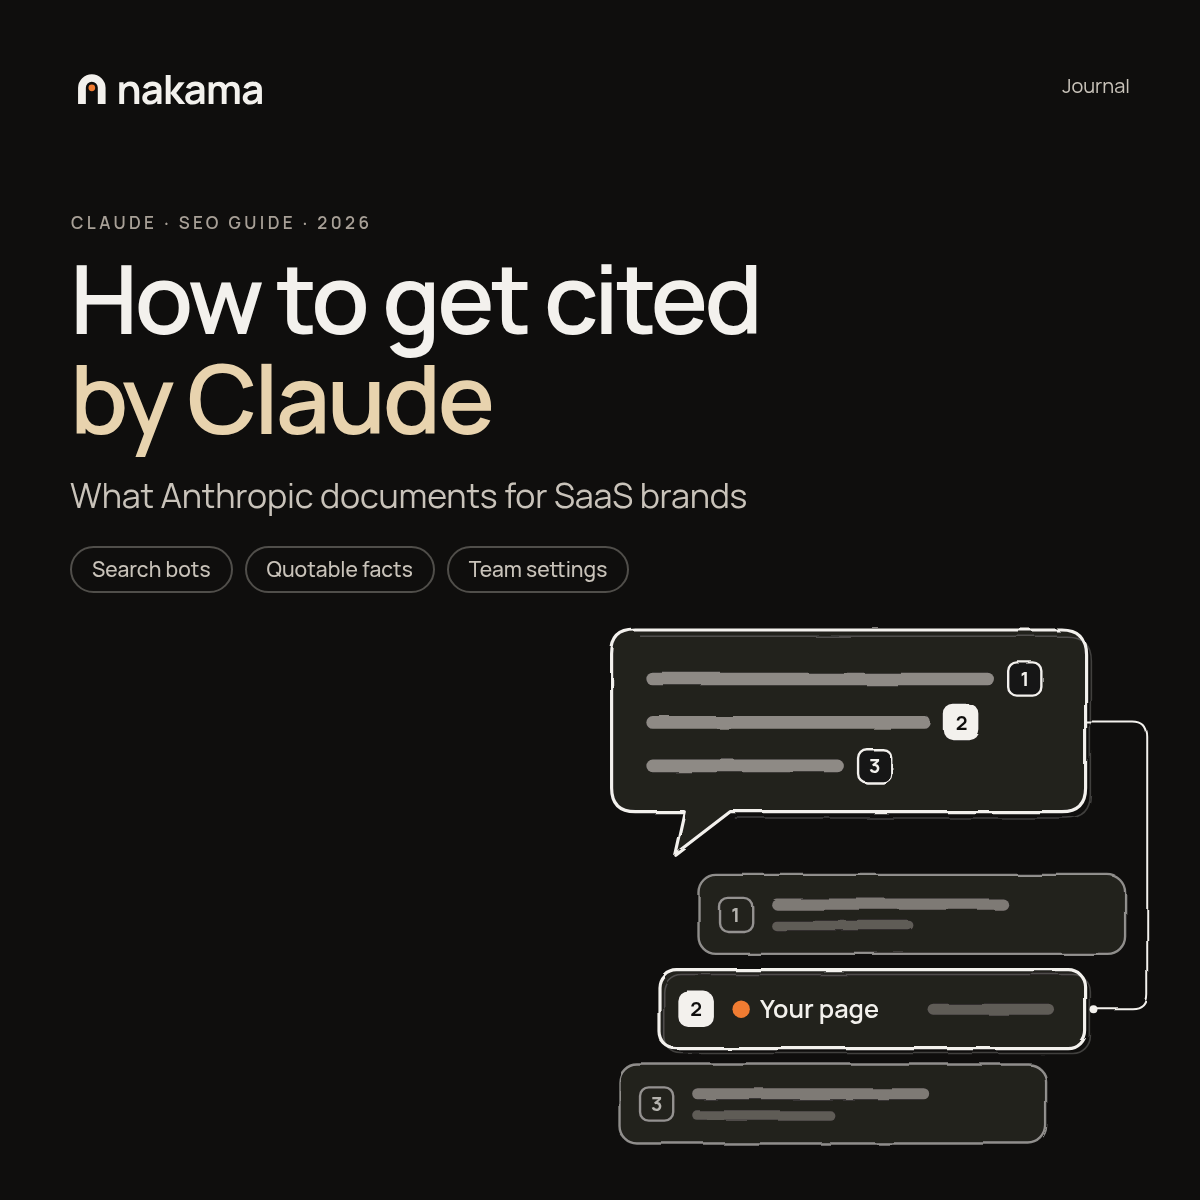 nakama
Journal
CLAUDE · SEO GUIDE · 2026
How to get cited
by Claude
What Anthropic documents for SaaS brands
Search bots
Quotable facts
Team settings
1
2
3
1
2 Your page
3